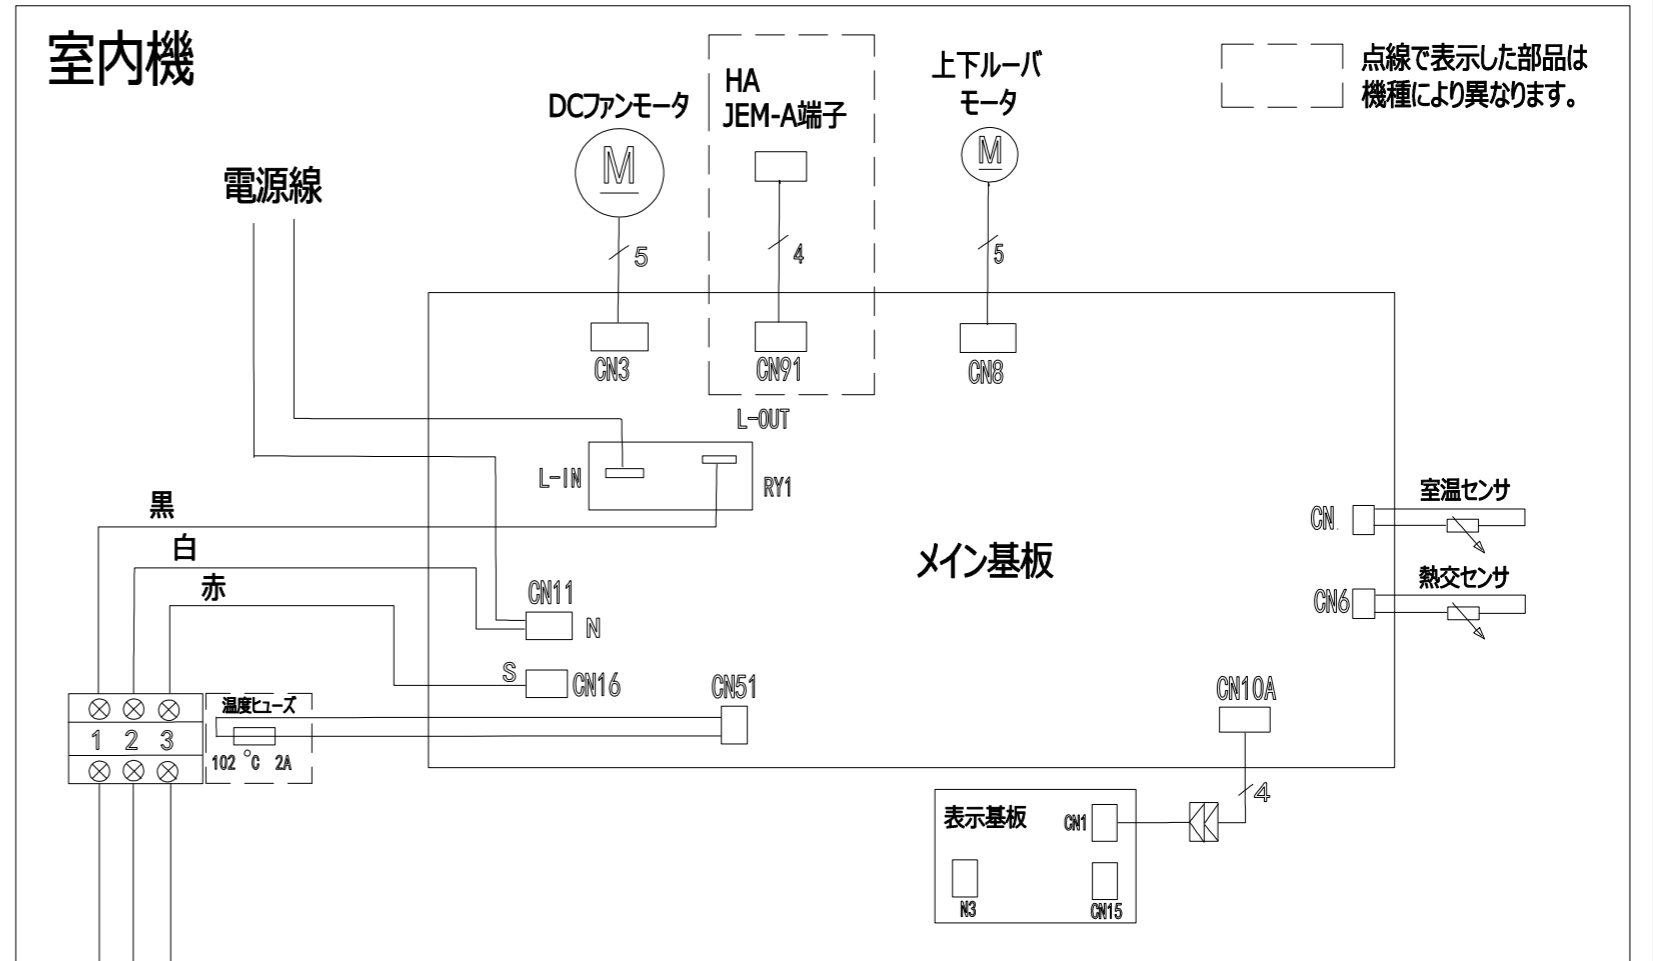 室内機
点線で表示した部品は
機種により異なります。
HA
JEM-A端子
DCファンモータ
上下ルーバ
モータ
M
M
電源線
5
4
5
CN3
CN91
CN8
L-OUT
L-IN
RY1
黒
白
赤
メイン基板
室温センサ
CN
熱交センサ
CN6
CN11
N
S
CN16
CN51
CN10A
温度ヒューズ
1 2 3
102 °C 2A
4
表示基板
CN1
N3
CN15